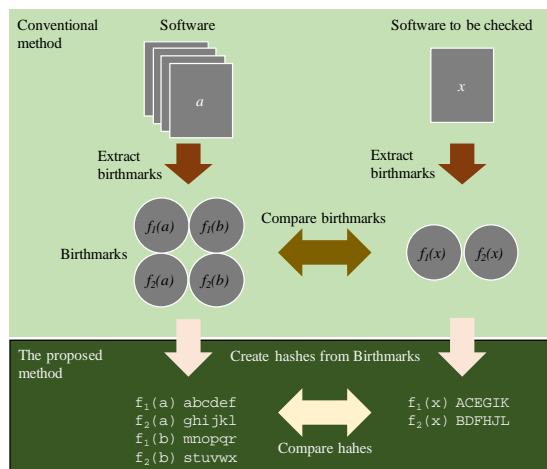 Conventional method
Software
Software to be checked
a
x
Extract birthmarks
Extract birthmarks
Birthmarks
f₁(a) f₁(b)
f₂(a) f₂(b)
Compare birthmarks
f₁(x) f₂(x)
The proposed method
Create hashes from Birthmarks
f₁(a) abcdef
f₂(a) ghijkl
f₁(b) mnopqr
f₂(b) stuvwx
Compare hahes
f₁(x) ACEGIK
f₂(x) BDFHJL